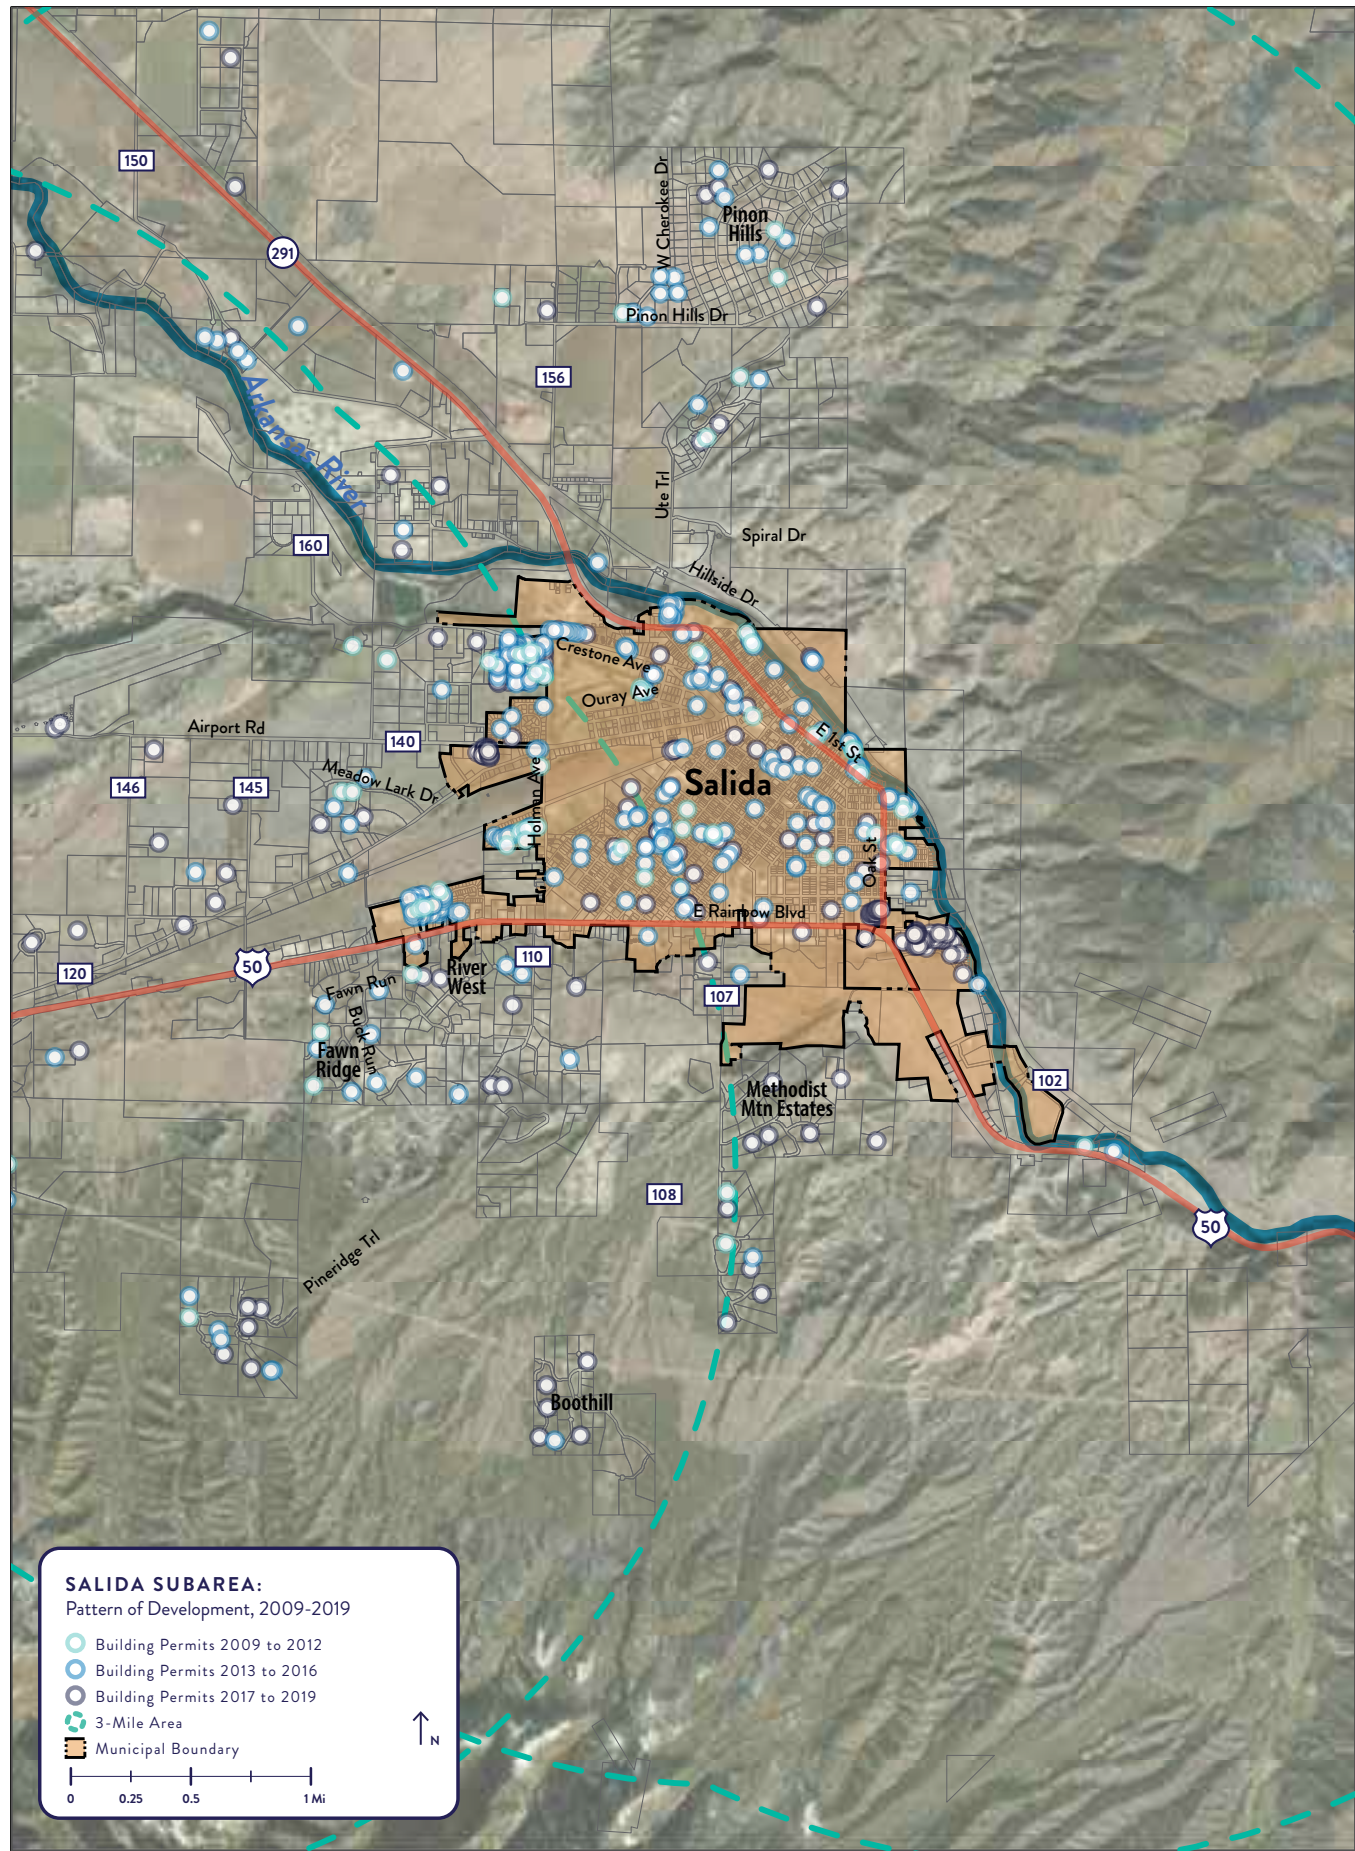 150
W Cherokee Dr
Pinon
Hills
291
Pinon Hills Dr
156
Arkansas River
Ute Trl
Spiral Dr
160
Hillside Dr
Crestone Ave
Ouray Ave
Airport Rd
140
E 1st St
146
145
Meadow Lark Dr
Holman Ave
Salida
Oak St
E Rainbow Blvd
120
50
River
West
110
107
Fawn Run
Buck Run
Fawn
Ridge
102
Methodist
Mtn Estates
108
50
Pineridge Trl
Boothill
SALIDA SUBAREA:
Pattern of Development, 2009-2019
Building Permits 2009 to 2012
Building Permits 2013 to 2016
Building Permits 2017 to 2019
3-Mile Area
Municipal Boundary
N
0 0.25 0.5 1 Mi